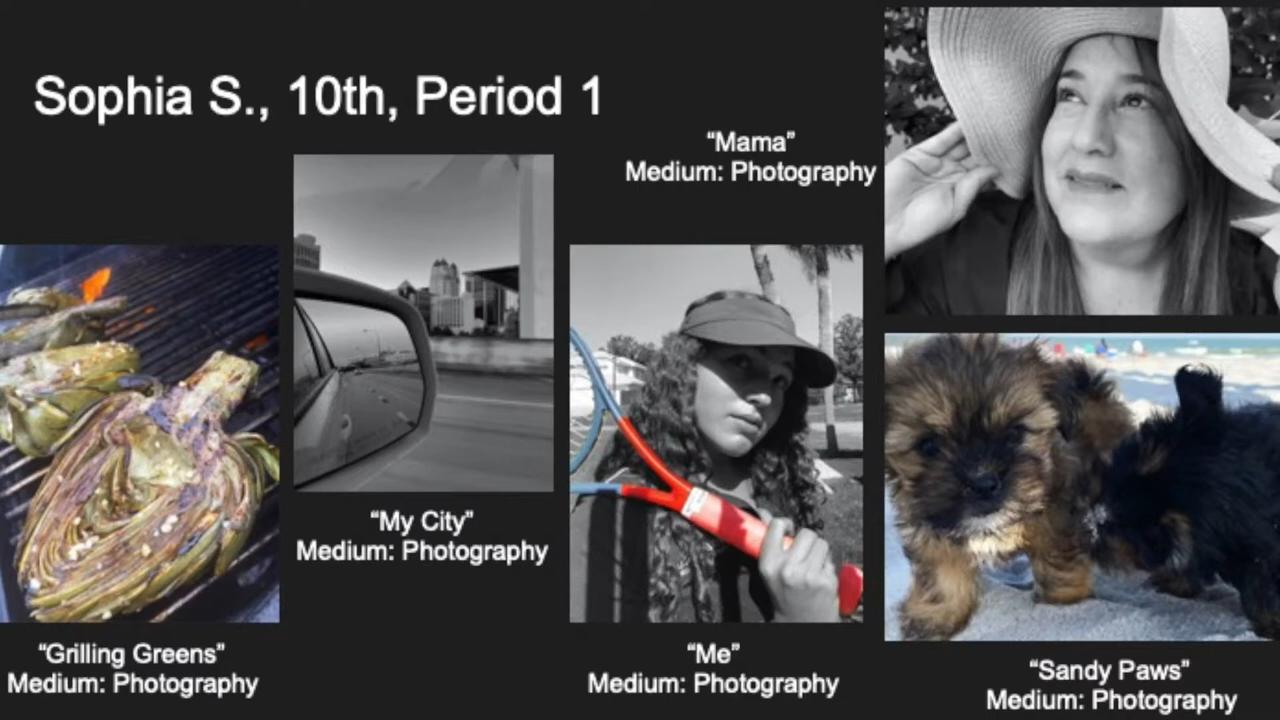 Sophia S., 10th, Period 1
“Mama”
Medium: Photography
“My City”
Medium: Photography
“Grilling Greens”
Medium: Photography
“Me”
Medium: Photography
“Sandy Paws”
Medium: Photography